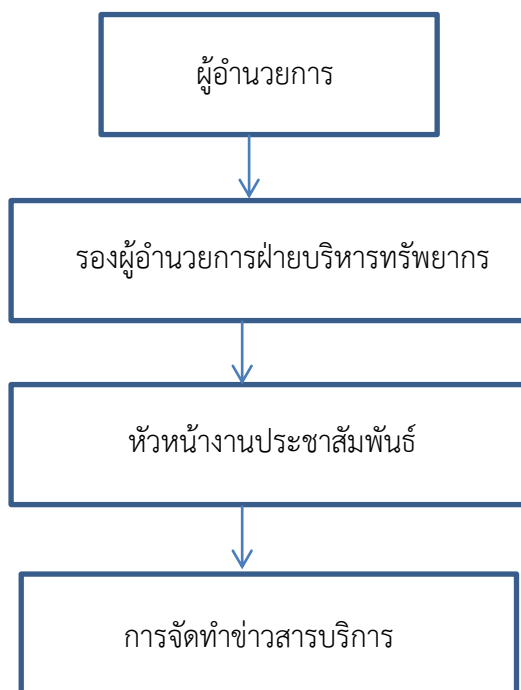 ผู้อำนวยการ
รองผู้อำนวยการฝ่ายบริหารทรัพยากร
หัวหน้างานประชาสัมพันธ์
การจัดทำข่าวสารบริการ